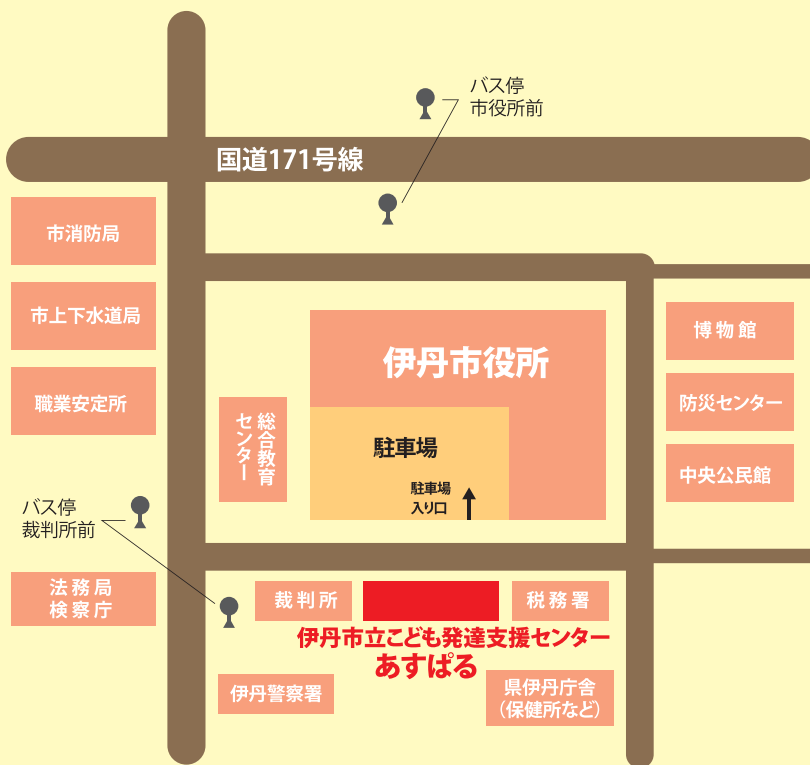 バス停
市役所前
国道171号線
市消防局
市上下水道局
職業安定所
伊丹市役所
博物館
防災センター
中央公民館
総合教育
センター
駐車場
駐車場
入り口
バス停
裁判所前
法務局
検察庁
裁判所
税務署
伊丹市立こども発達支援センター
あすぱる
伊丹警察署
県伊丹庁舎
（保健所など）